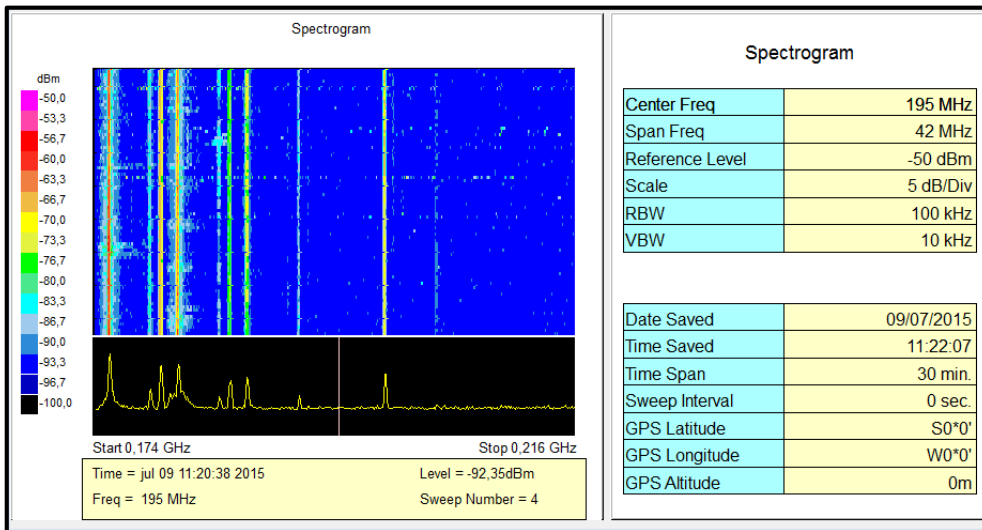 Spectrogram
dBm
-50,0
-53,3
-56,7
-60,0
-63,3
-66,7
-70,0
-73,3
-76,7
-80,0
-83,3
-86,7
-90,0
-93,3
-96,7
-100,0
Start 0,174 GHz Stop 0,216 GHz
Time = jul 09 11:20:38 2015 Level = -92,35dBm
Freq = 195 MHz Sweep Number = 4
Spectrogram
Center Freq 195 MHz
Span Freq 42 MHz
Reference Level -50 dBm
Scale 5 dB/Div
RBW 100 kHz
VBW 10 kHz
Date Saved 09/07/2015
Time Saved 11:22:07
Time Span 30 min.
Sweep Interval 0 sec.
GPS Latitude S0*0'
GPS Longitude W0*0'
GPS Altitude 0m